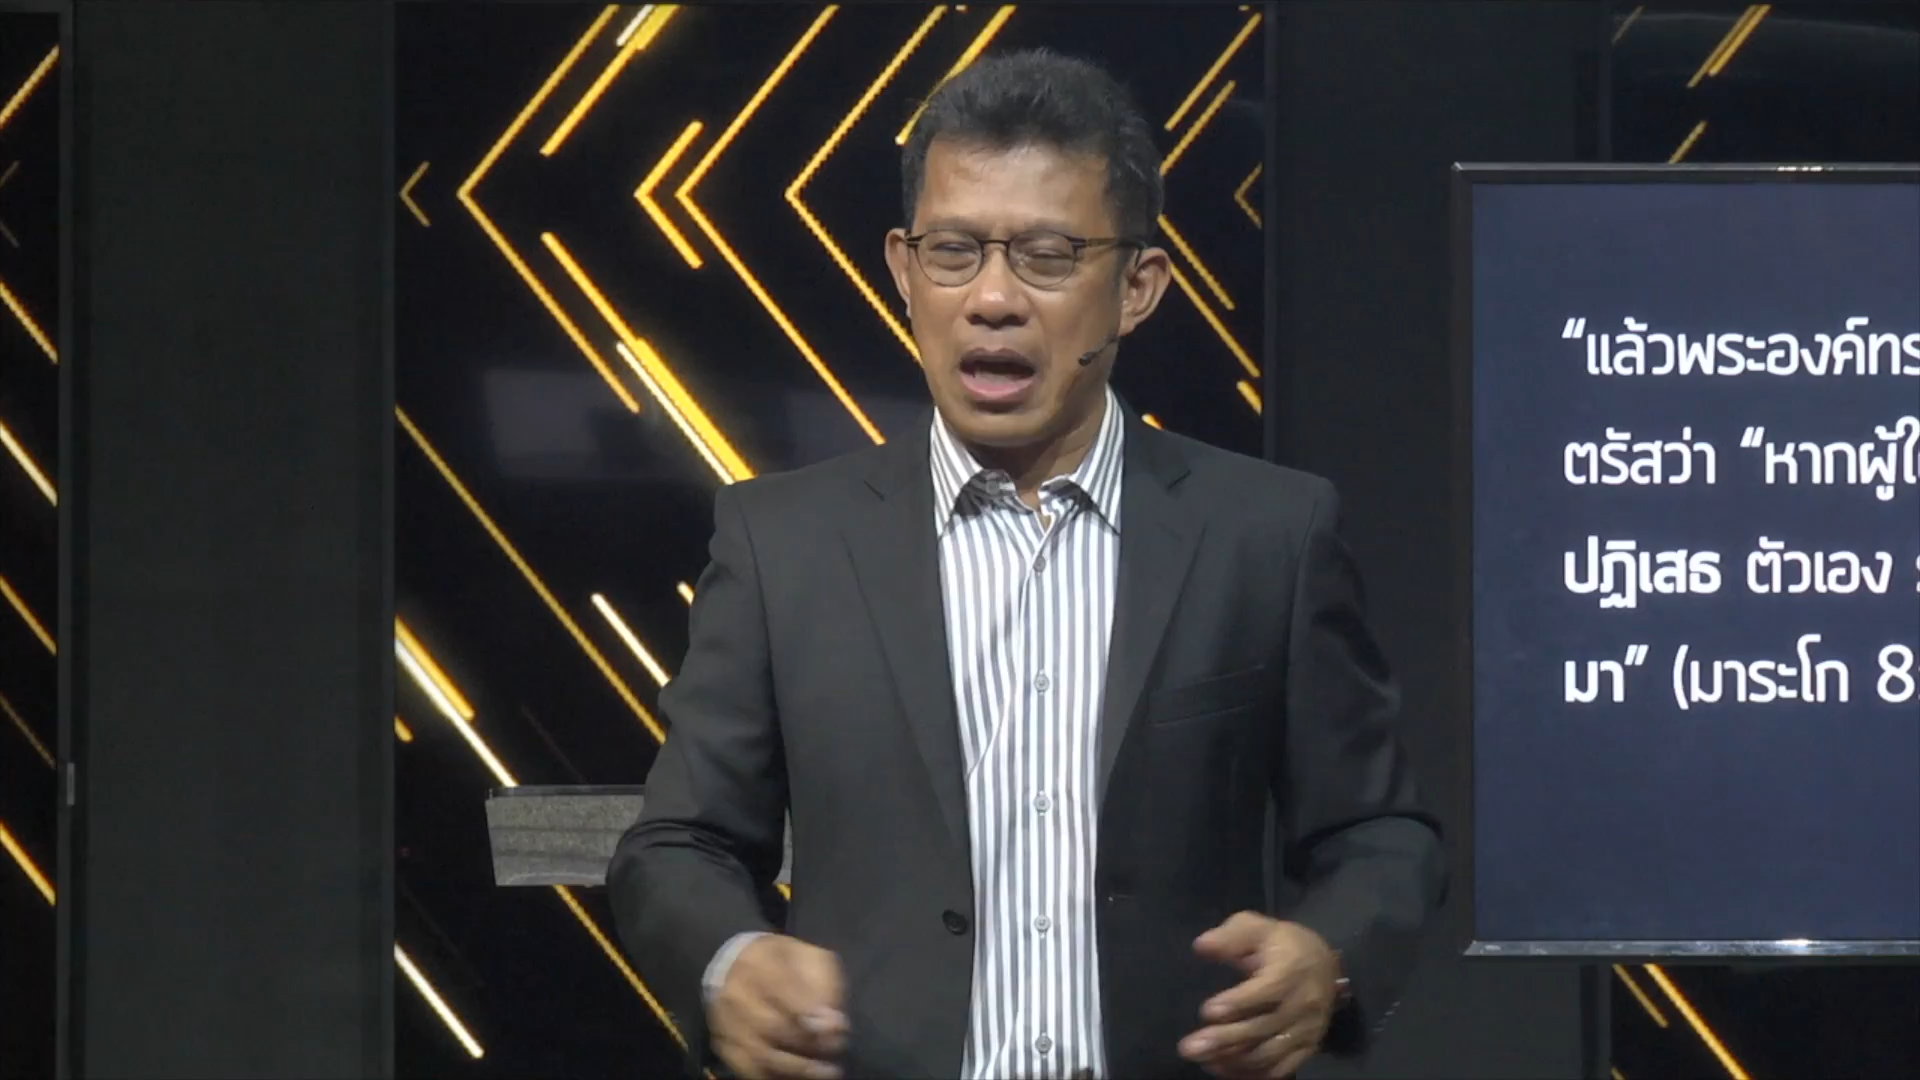 “แล้วพระองค์ทร
ตรัสว่า “หากผู้ใ
ปฏิเสธ ตัวเอง
มา” (มาระโก 8: